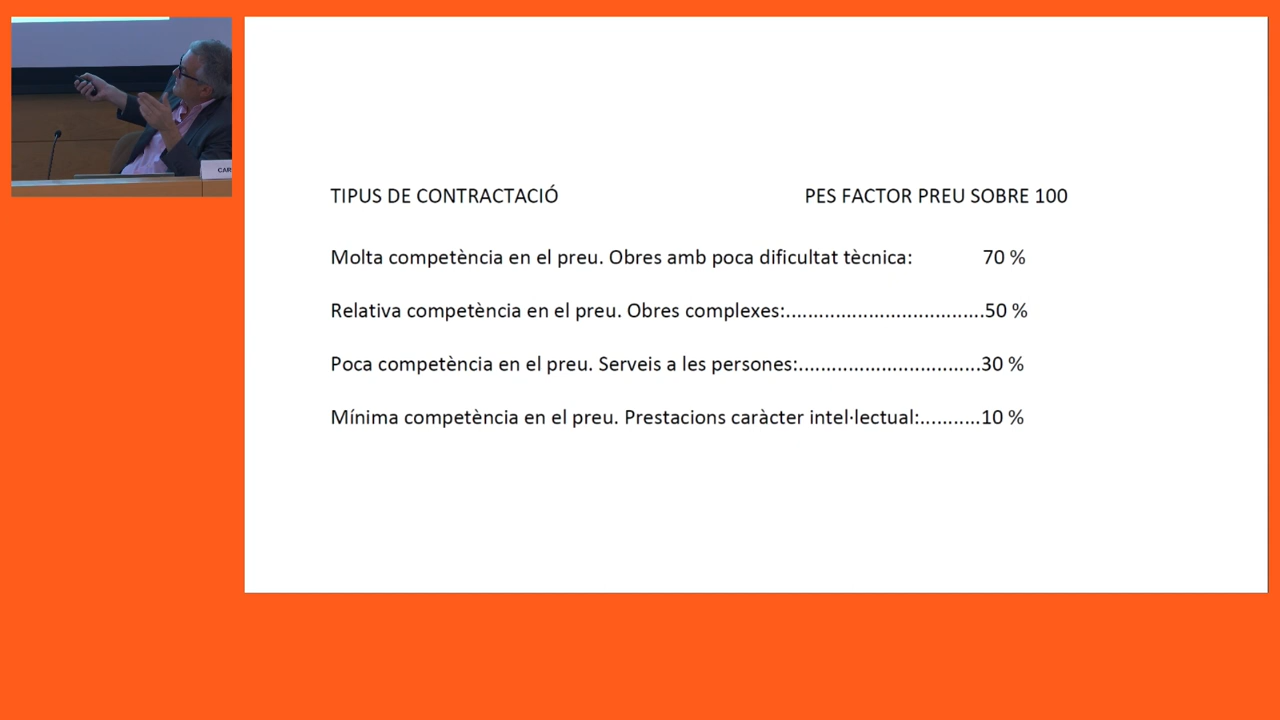 CAR
TIPUS DE CONTRACTACIÓ PES FACTOR PREU SOBRE 100
Molta competència en el preu. Obres amb poca dificultat tècnica: 70 %
Relativa competència en el preu. Obres complexes:....................................50 %
Poca competència en el preu. Serveis a les persones:.................................30 %
Mínima competència en el preu. Prestacions caràcter intel·lectual:...........10 %